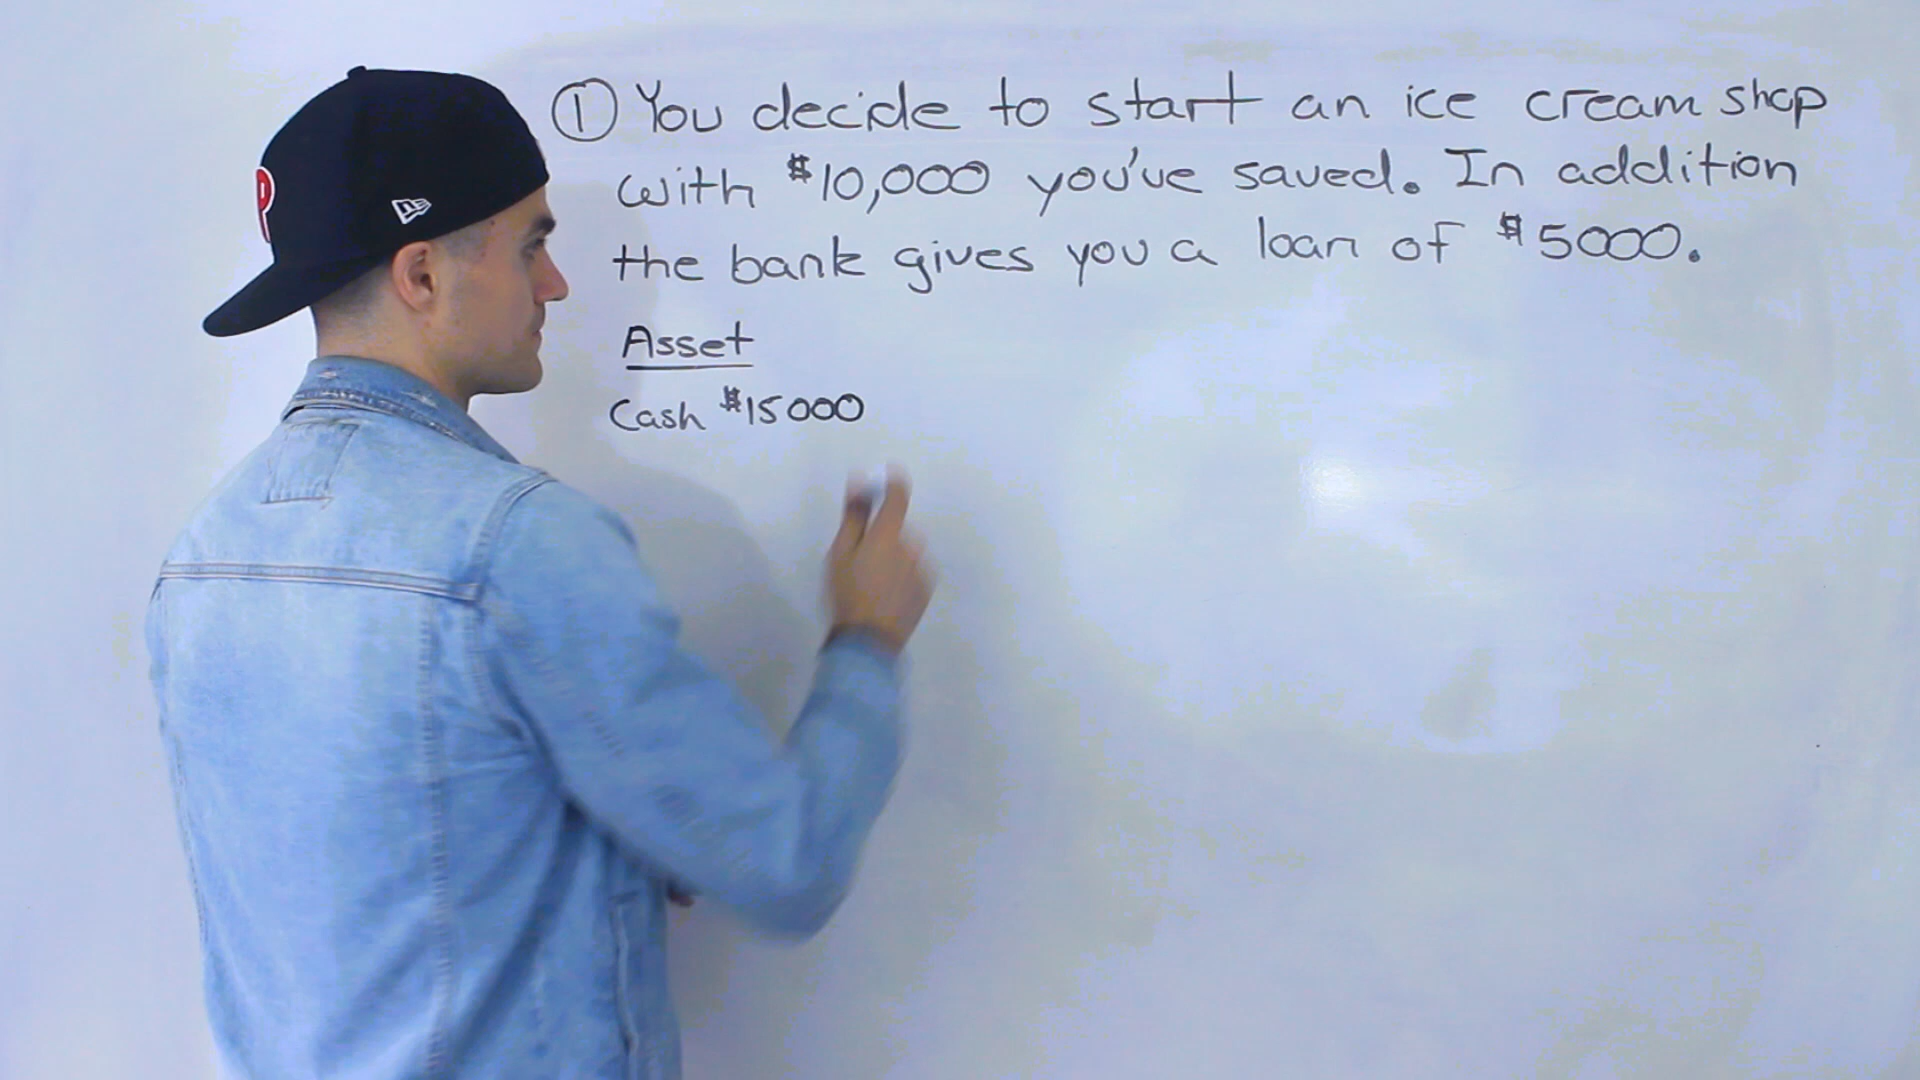 ① You decide to start an ice cream shop
with $10,000 you've saved. In addition
the bank gives you a loan of $5000.
Asset
Cash $15000
P